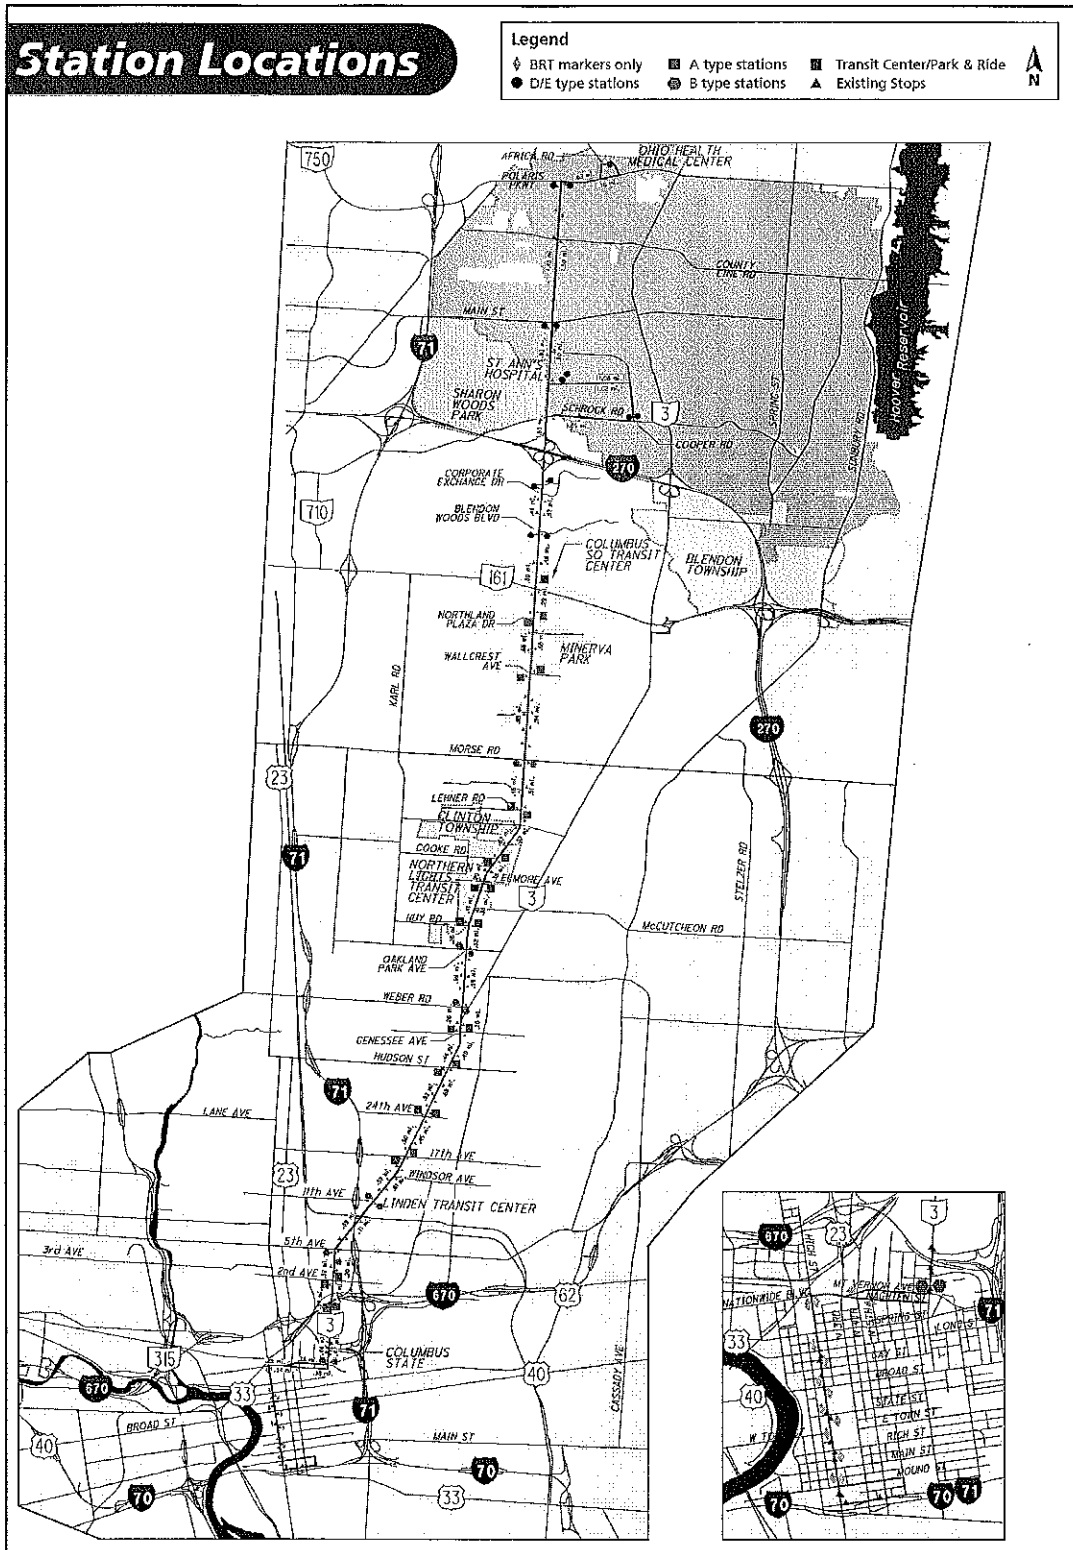 Station Locations
Legend
BRT markers only
A type stations
Transit Center/Park & Ride
D/E type stations
B type stations
Existing Stops
N
750
AFRICA RD
OHIO HEALTH
MEDICAL CENTER
POLARIS
PKWY
COUNTY
LINE RD
MAIN ST
71
Hoover Reservoir
ST ANN'S
HOSPITAL
SHARON
WOODS
PARK
SCHROCK RD
3
SPRING ST
SUNBURY RD
COOPER RD
270
CORPORATE
EXCHANGE DR
710
BLENDON
WOODS BLVD
COLUMBUS
SQ TRANSIT
CENTER
BLENDON
TOWNSHIP
161
NORTHLAND
PLAZA DR
MINERVA
PARK
WALLCREST
AVE
KARL RD
270
MORSE RD
23
LEHNER RD
CLINTON
TOWNSHIP
71
COOKE RD
NORTHERN
LIGHTS
TRANSIT
CENTER
ELMORE AVE
3
STELZER RD
HUY RD
McCUTCHEON RD
OAKLAND
PARK AVE
WEBER RD
GENESSEE AVE
HUDSON ST
71
LANE AVE
24th AVE
17th AVE
WINDSOR AVE
23
11th AVE
LINDEN TRANSIT CENTER
5th AVE
3rd AVE
2nd AVE
670
62
3
COLUMBUS
STATE
315
670
33
40
CASSADY AVE
71
BROAD ST
40
MAIN ST
70
70
33
670
23
3
HIGH ST
MT VERNON AVE
NAGHTEN ST
NATIONWIDE BLV
71
SPRING ST
LONG S
33
GAY ST
BROAD ST
40
STATE ST
E TOWN ST
RICH ST
MAIN ST
MOUND
70
70
71